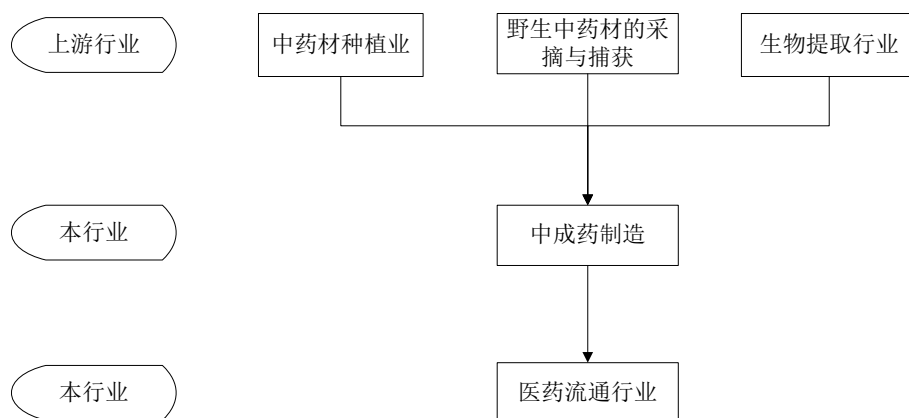 上游行业
中药材种植业
野生中药材的采
摘与捕获
生物提取行业
本行业
中成药制造
本行业
医药流通行业